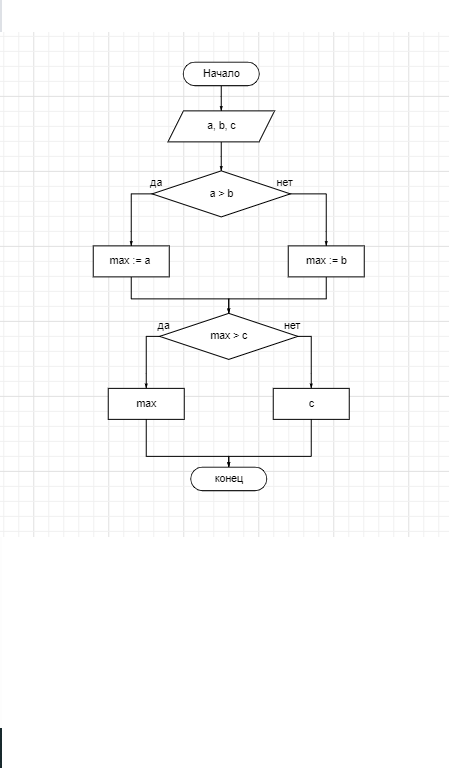 Начало
a, b, c
да
нет
a > b
max := a
max := b
да
нет
max > c
max
c
конец